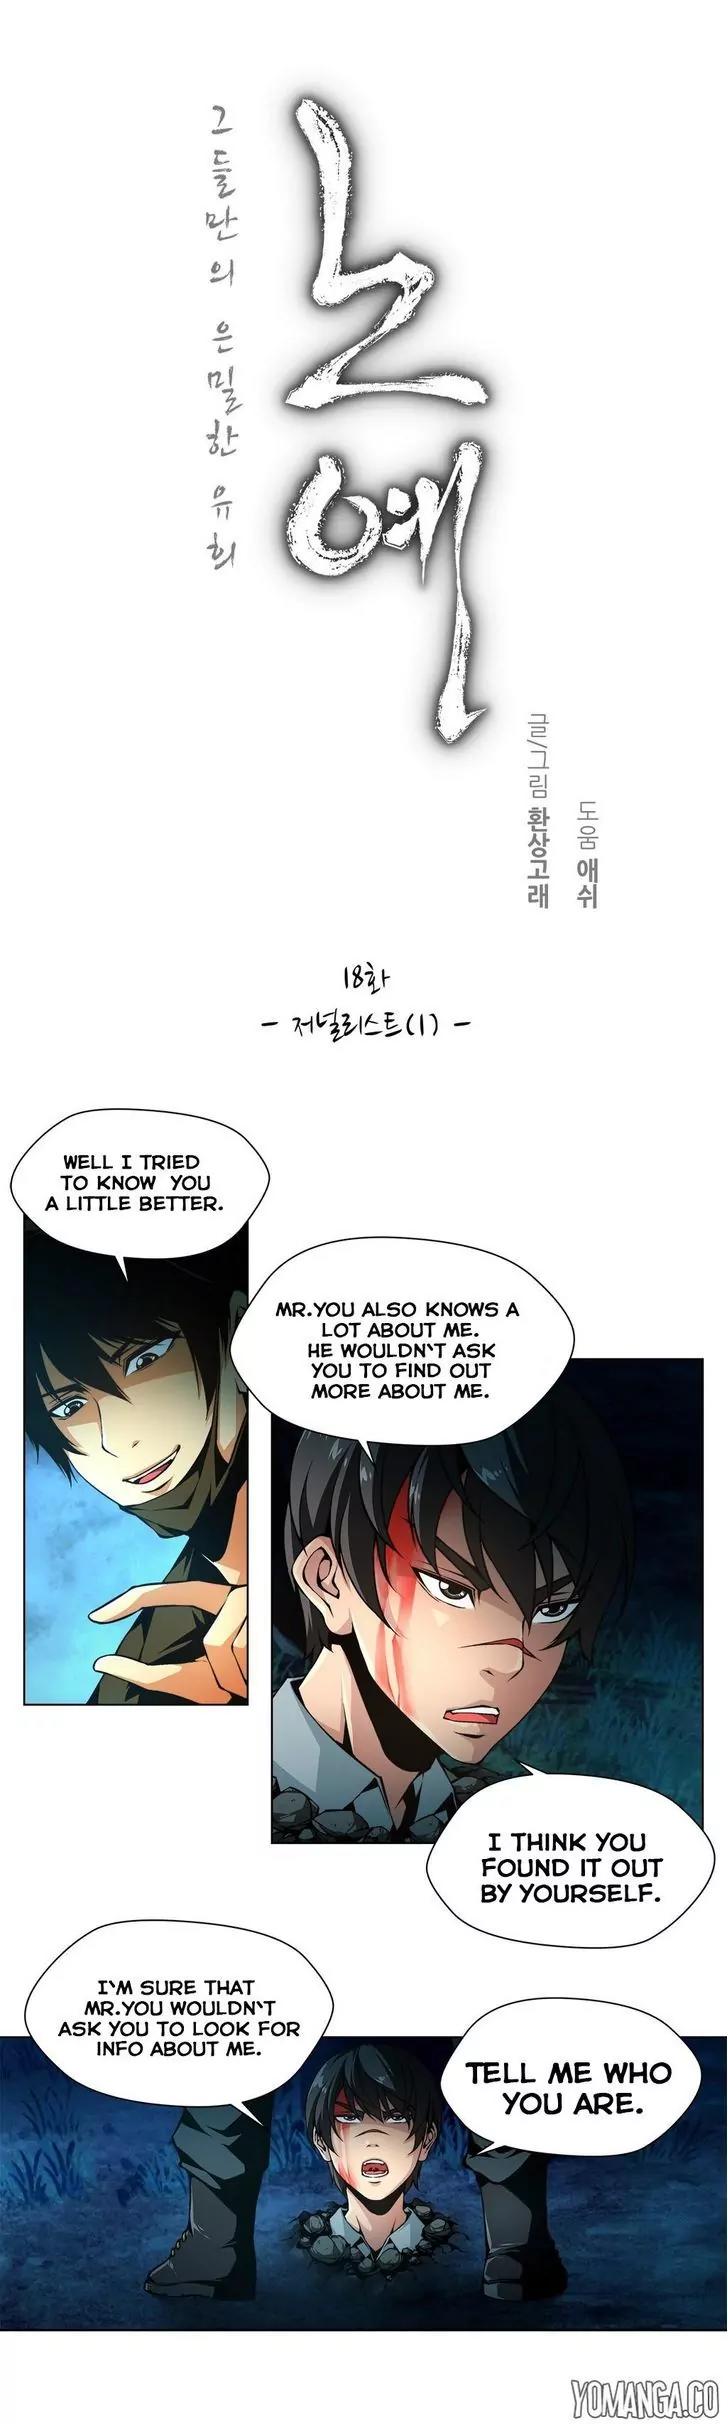 그들만의 은밀한 유희
노예
글/그림 환상고래
도움 애쉬
18화
- 저널리스트(1) -
WELL I TRIED
TO KNOW YOU
A LITTLE BETTER.
MR.YOU ALSO KNOWS A
LOT ABOUT ME.
HE WOULDN`T ASK
YOU TO FIND OUT
MORE ABOUT ME.
I THINK YOU
FOUND IT OUT
BY YOURSELF.
I`M SURE THAT
MR.YOU WOULDN`T
ASK YOU TO LOOK FOR
INFO ABOUT ME.
TELL ME WHO
YOU ARE.
YOMANGA.CO